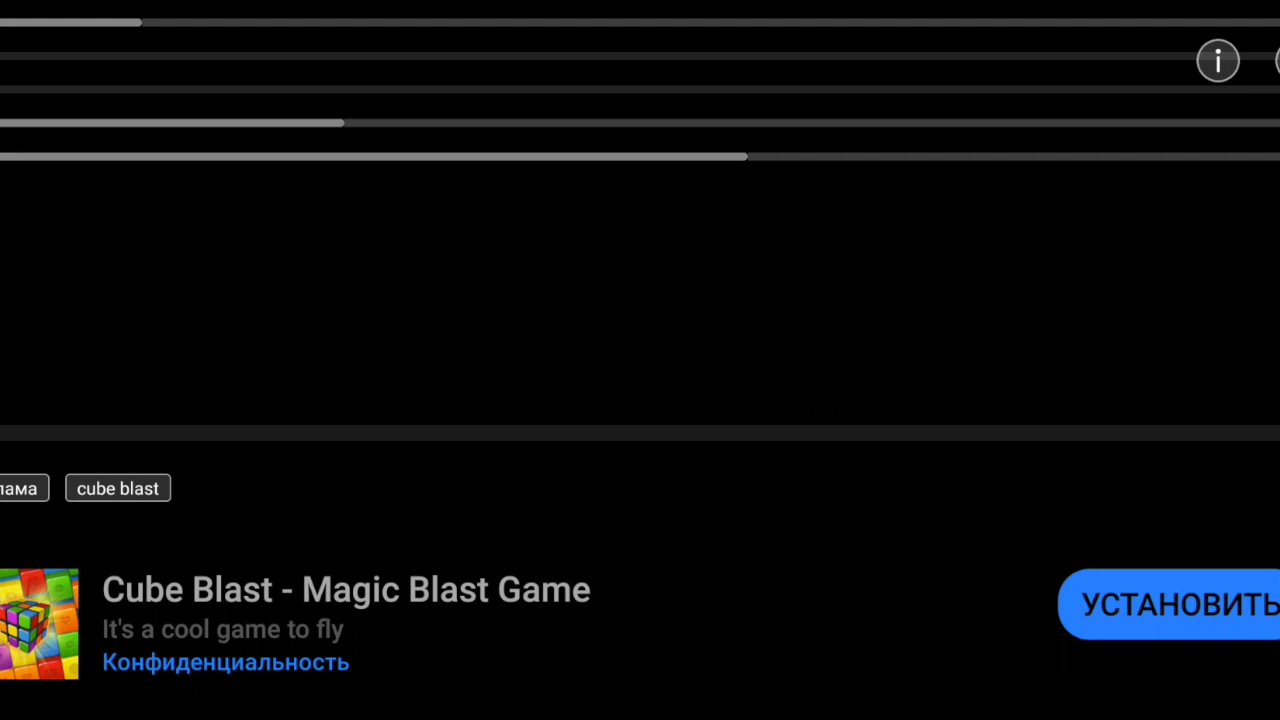 лама
cube blast
Cube Blast - Magic Blast Game
It's a cool game to fly
УСТАНОВИТЬ
Конфиденциальность